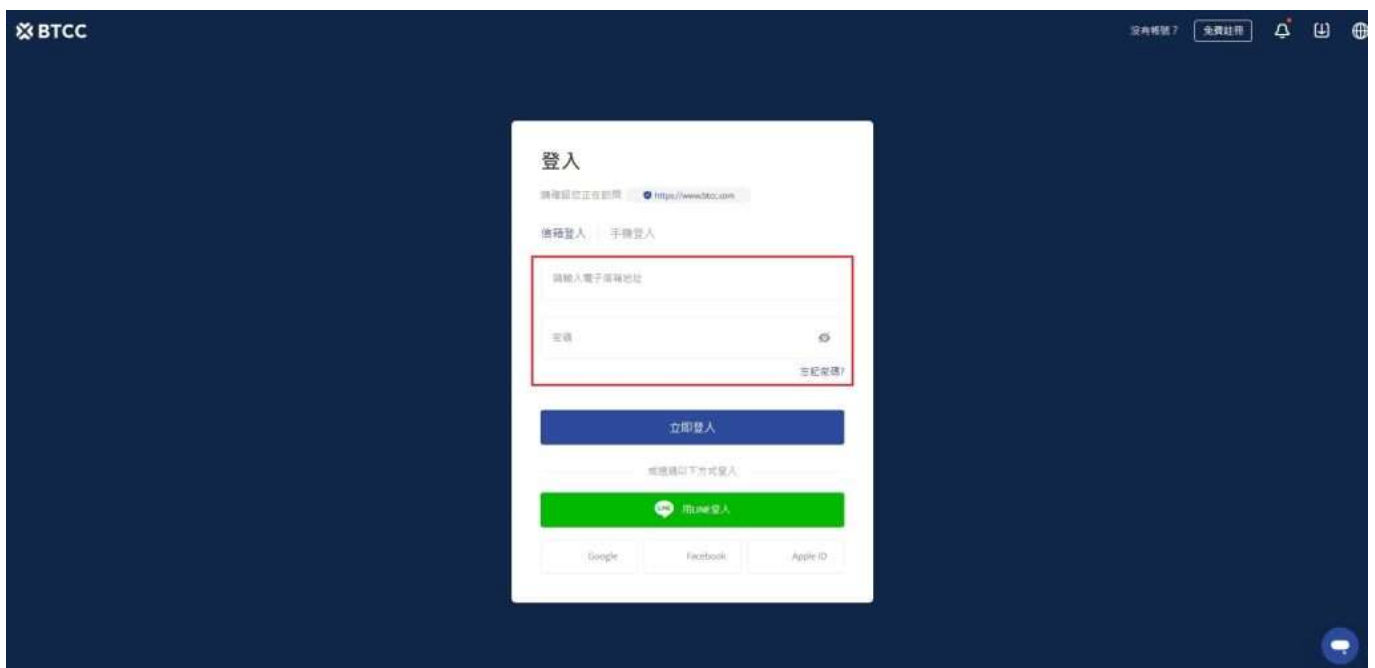 BTCC
沒有帳號？ 免費註冊
登入
請確認您正在訪問 https://www.btcc.com
信箱登入 手機登入
請輸入電子信箱地址
密碼
忘記密碼?
立即登入
或透過以下方式登入
LINE 用LINE登入
Google Facebook Apple ID